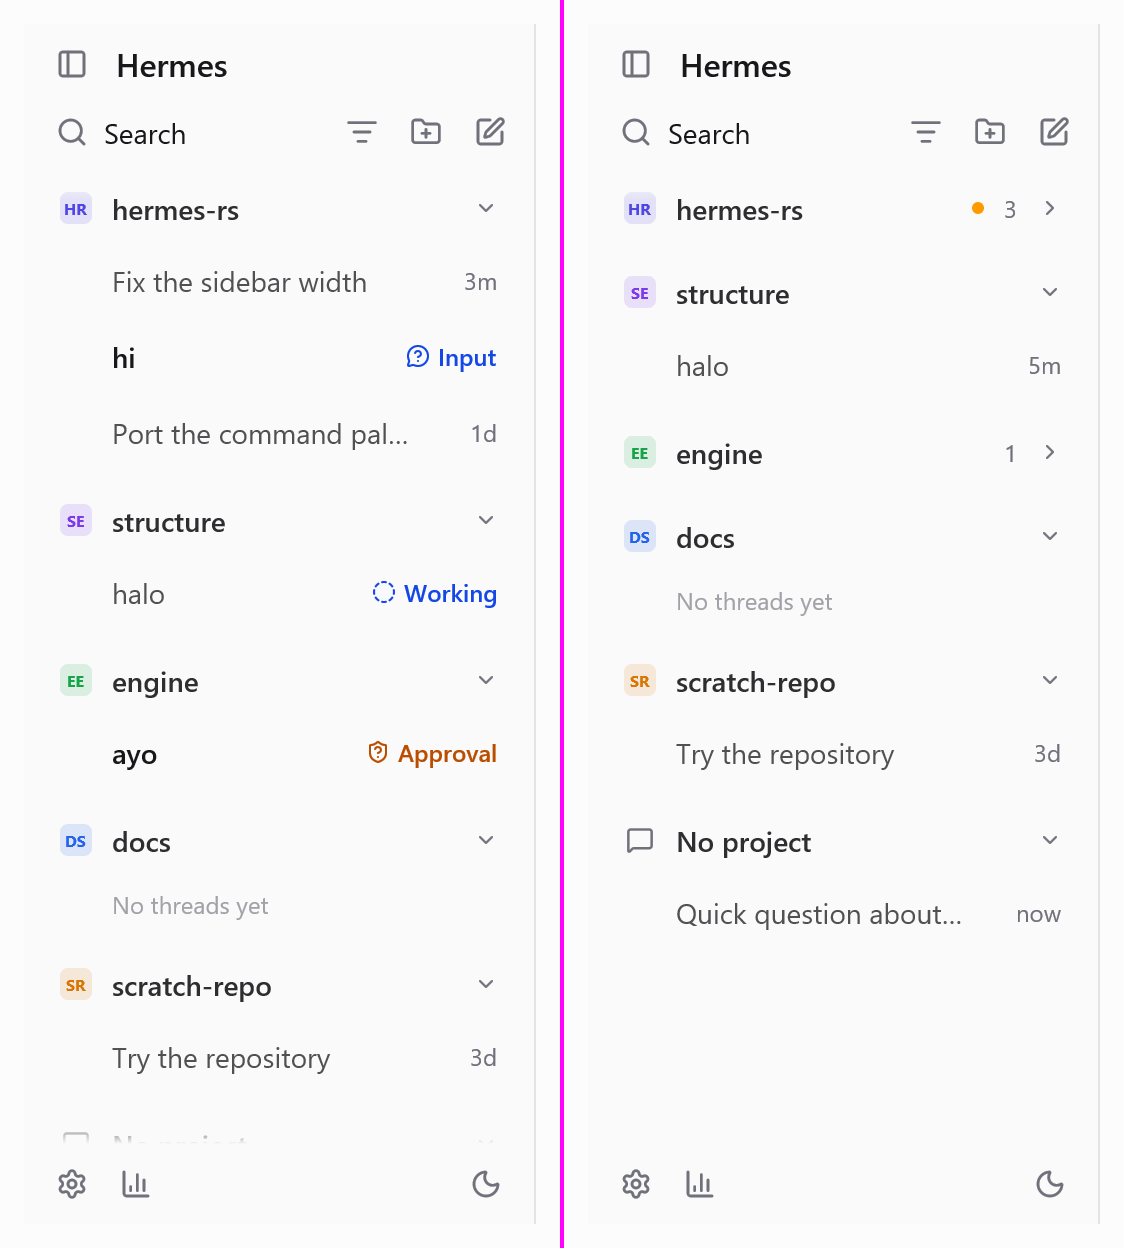 Hermes
Search
HR hermes-rs
Fix the sidebar width 3m
hi Input
Port the command pal... 1d
SE structure
halo Working
EE engine
ayo Approval
DS docs
No threads yet
SR scratch-repo
Try the repository 3d
No project
Hermes
Search
HR hermes-rs 3
SE structure
halo 5m
EE engine 1
DS docs
No threads yet
SR scratch-repo
Try the repository 3d
No project
Quick question about... now